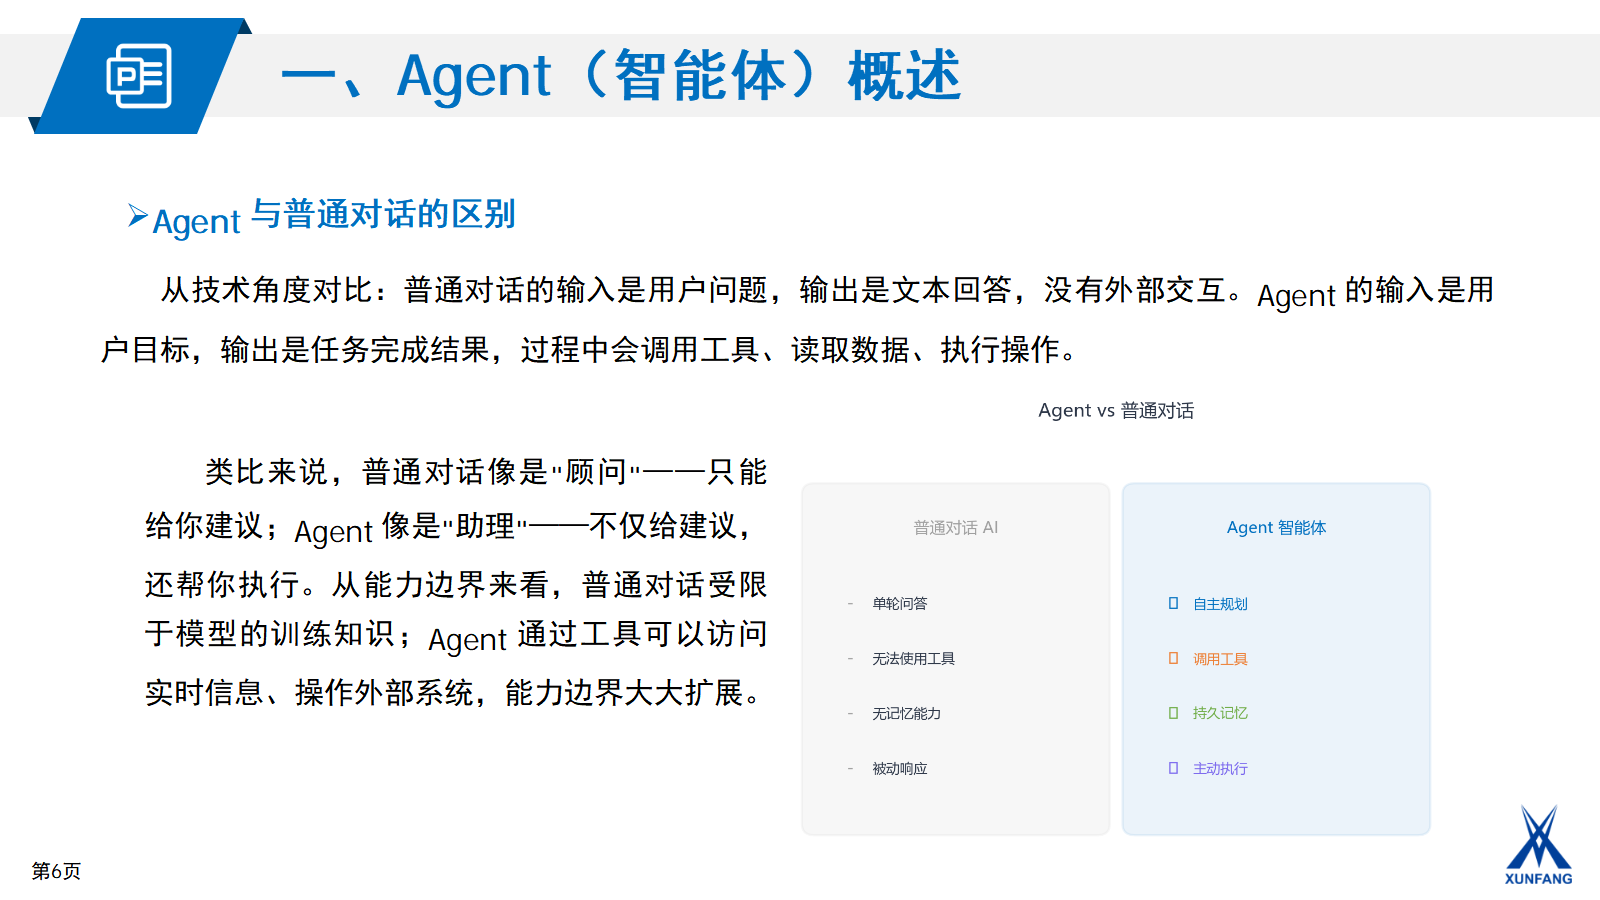 一、Agent（智能体）概述
Agent 与普通对话的区别
从技术角度对比：普通对话的输入是用户问题，输出是文本回答，没有外部交互。Agent 的输入是用
户目标，输出是任务完成结果，过程中会调用工具、读取数据、执行操作。
类比来说，普通对话像是"顾问"——只能
给你建议；Agent 像是"助理"——不仅给建议，
还帮你执行。从能力边界来看，普通对话受限
于模型的训练知识；Agent 通过工具可以访问
实时信息、操作外部系统，能力边界大大扩展。
Agent vs 普通对话
普通对话 AI
- 单轮问答
- 无法使用工具
- 无记忆能力
- 被动响应
Agent 智能体
自主规划
调用工具
持久记忆
主动执行
第6页
XUNFANG